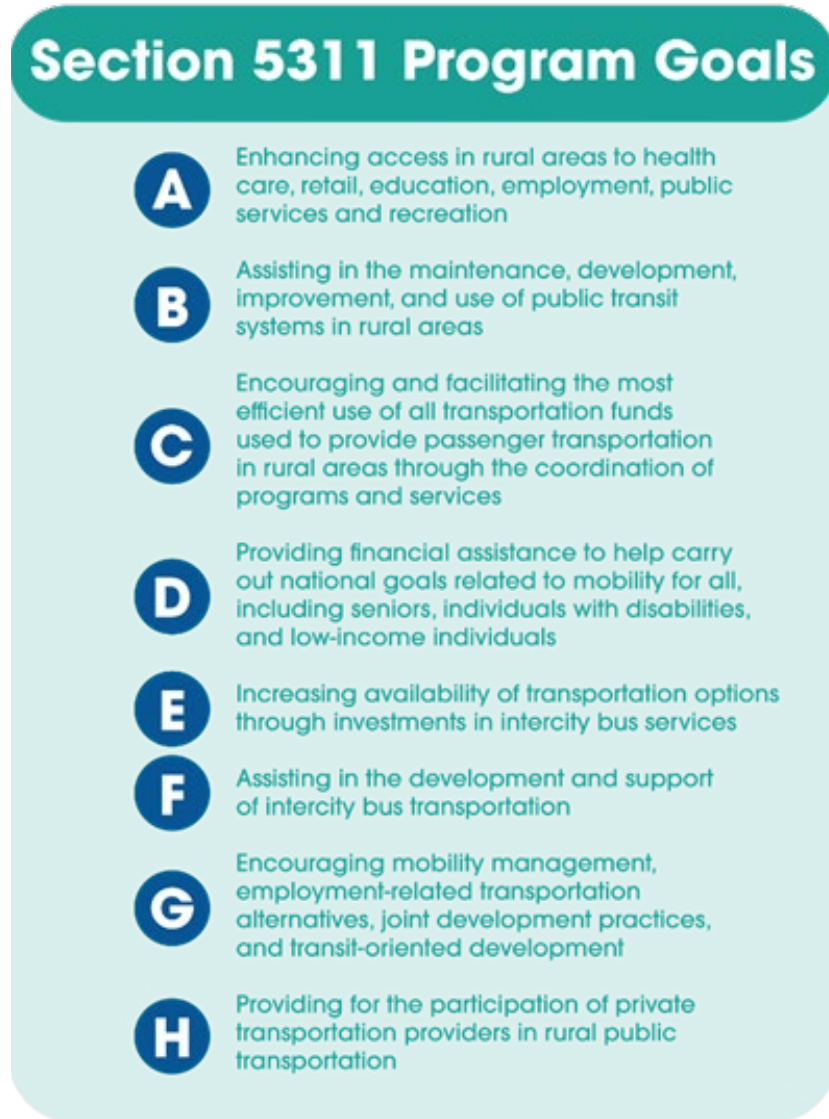 Section 5311 Program Goals
A
Enhancing access in rural areas to health
care, retail, education, employment, public
services and recreation
B
Assisting in the maintenance, development,
improvement, and use of public transit
systems in rural areas
C
Encouraging and facilitating the most
efficient use of all transportation funds
used to provide passenger transportation
in rural areas through the coordination of
programs and services
D
Providing financial assistance to help carry
out national goals related to mobility for all,
including seniors, individuals with disabilities,
and low-income individuals
E
Increasing availability of transportation options
through investments in intercity bus services
F
Assisting in the development and support
of intercity bus transportation
G
Encouraging mobility management,
employment-related transportation
alternatives, joint development practices,
and transit-oriented development
H
Providing for the participation of private
transportation providers in rural public
transportation